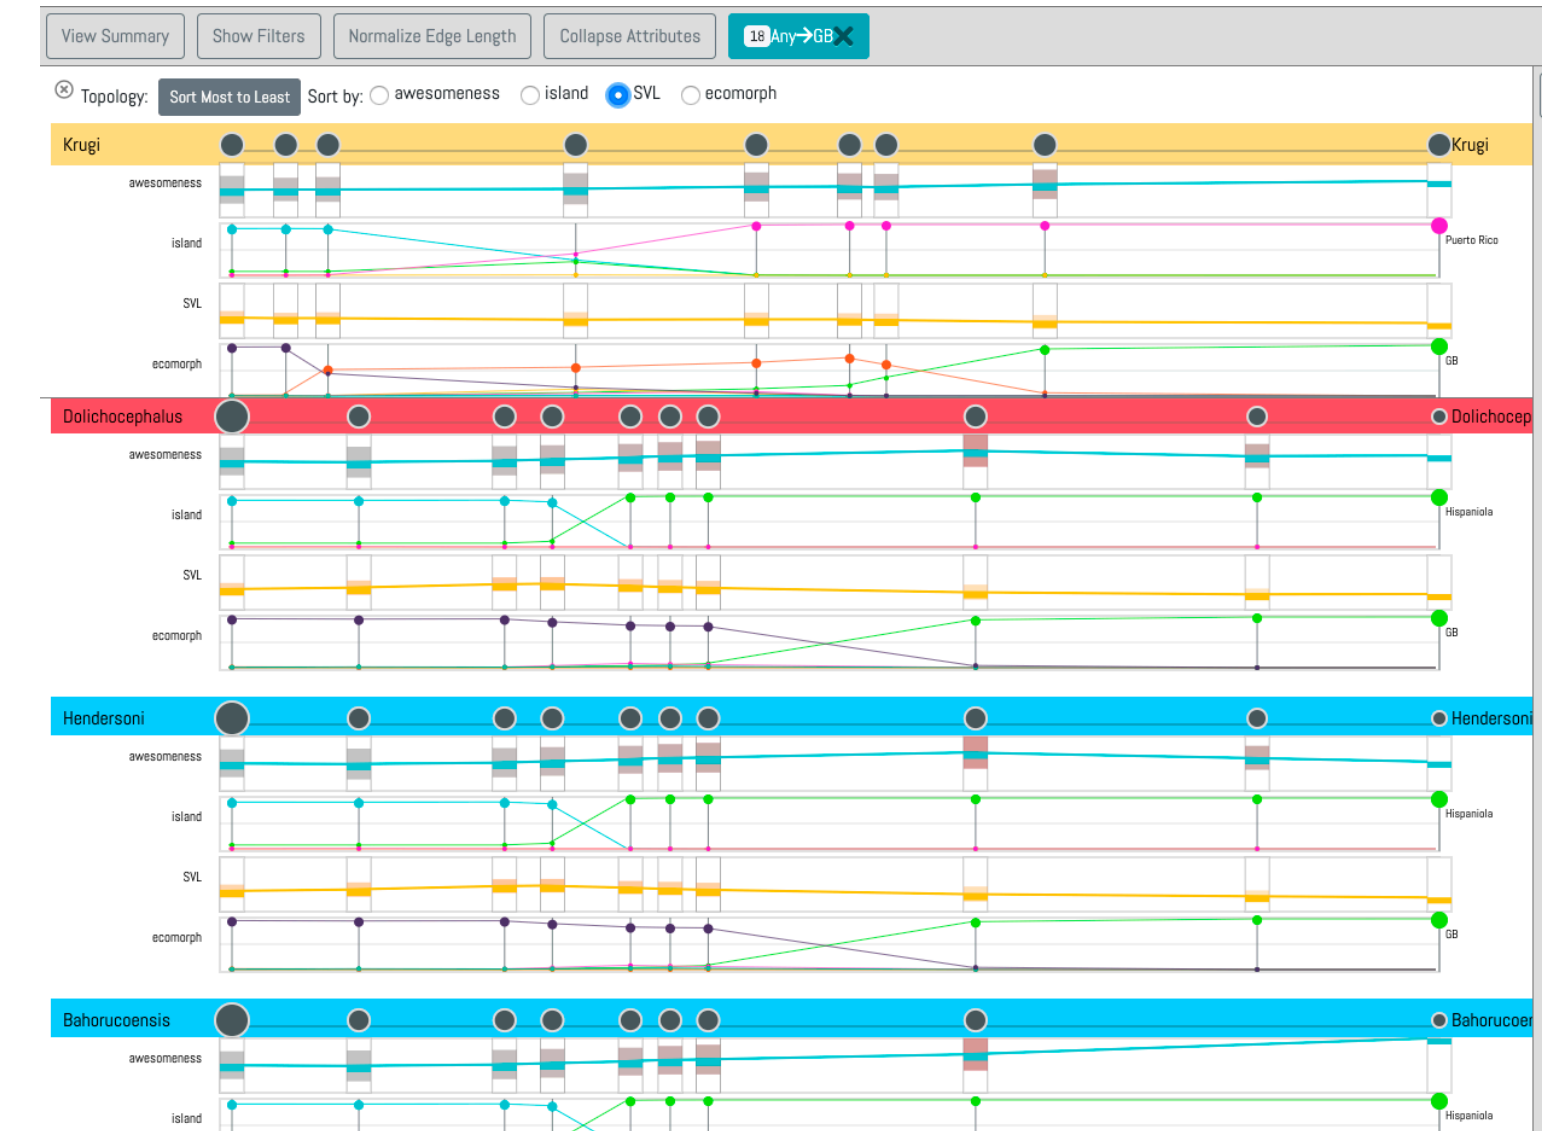 View Summary Show Filters Normalize Edge Length Collapse Attributes 18 Any→GB
Topology: Sort Most to Least Sort by: awesomeness island SVL ecomorph
Krugi Krugi
awesomeness
island Puerto Rico
SVL
ecomorph GB
Dolichocephalus Dolichocep
awesomeness
island Hispaniola
SVL
ecomorph GB
Hendersoni Hendersoni
awesomeness
island Hispaniola
SVL
ecomorph GB
Bahorucoensis Bahorucoen
awesomeness
island Hispaniola